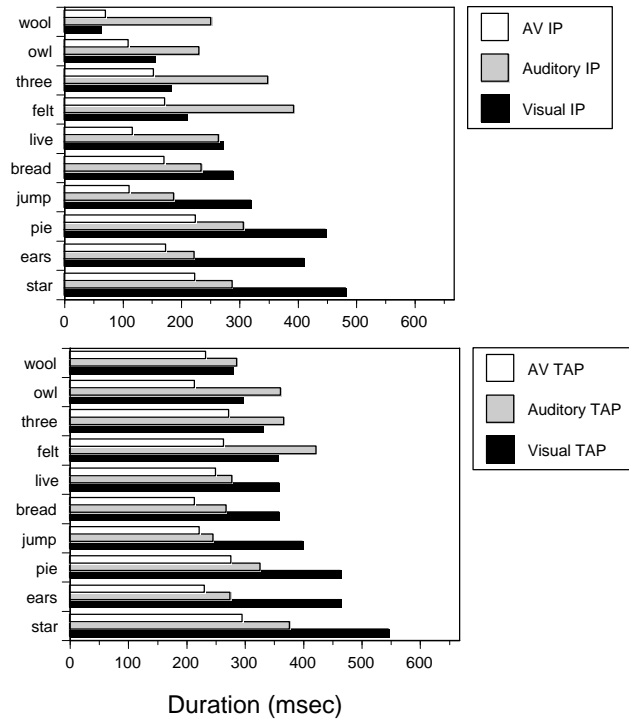 wool
owl
three
felt
live
bread
jump
pie
ears
star
0 100 200 300 400 500 600
AV IP
Auditory IP
Visual IP
wool
owl
three
felt
live
bread
jump
pie
ears
star
0 100 200 300 400 500 600
AV TAP
Auditory TAP
Visual TAP
Duration (msec)